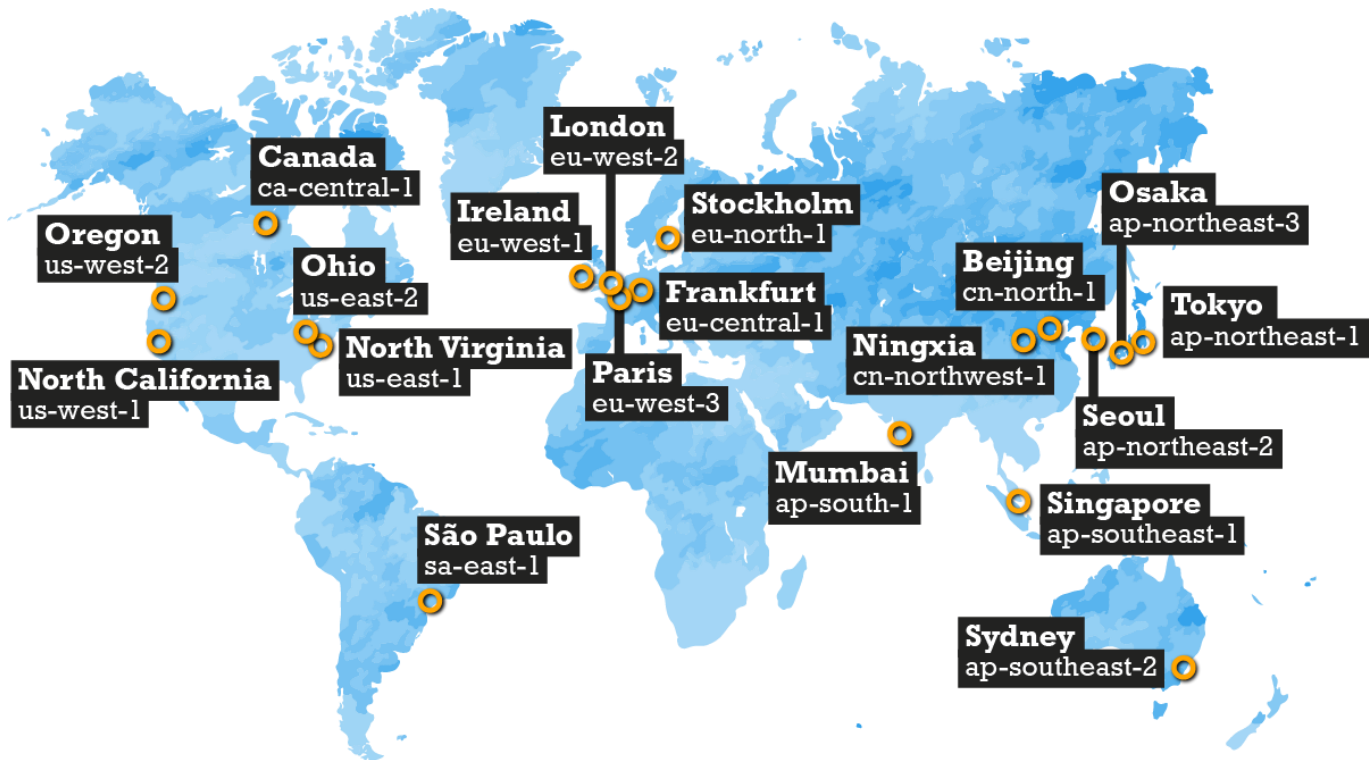 London
eu-west-2
Canada
ca-central-1
Ireland
eu-west-1
Stockholm
eu-north-1
Osaka
ap-northeast-3
Oregon
us-west-2
Ohio
us-east-2
Beijing
cn-north-1
Frankfurt
eu-central-1
Tokyo
ap-northeast-1
North Virginia
us-east-1
Ningxia
cn-northwest-1
North California
us-west-1
Paris
eu-west-3
Seoul
ap-northeast-2
Mumbai
ap-south-1
Singapore
ap-southeast-1
São Paulo
sa-east-1
Sydney
ap-southeast-2